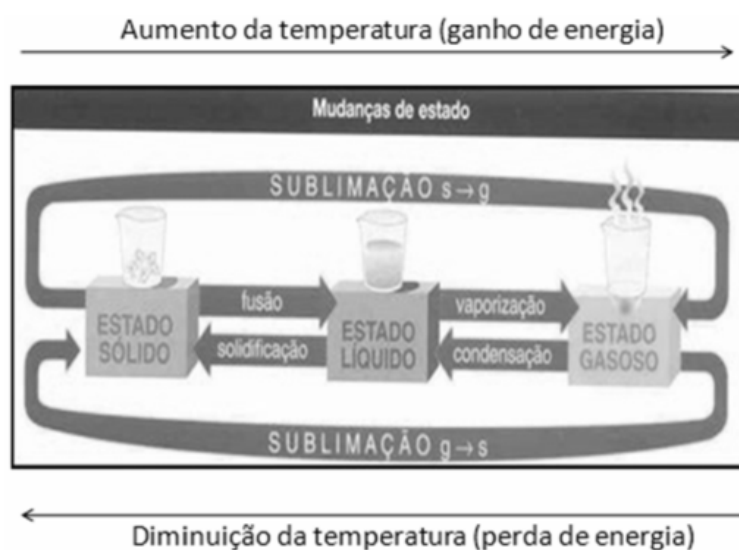 Aumento da temperatura (ganho de energia)
Mudanças de estado
SUBLIMAÇÃO s→g
fusão
vaporização
ESTADO
SÓLIDO
ESTADO
LÍQUIDO
ESTADO
GASOSO
solidificação
condensação
SUBLIMAÇÃO g→s
Diminuição da temperatura (perda de energia)